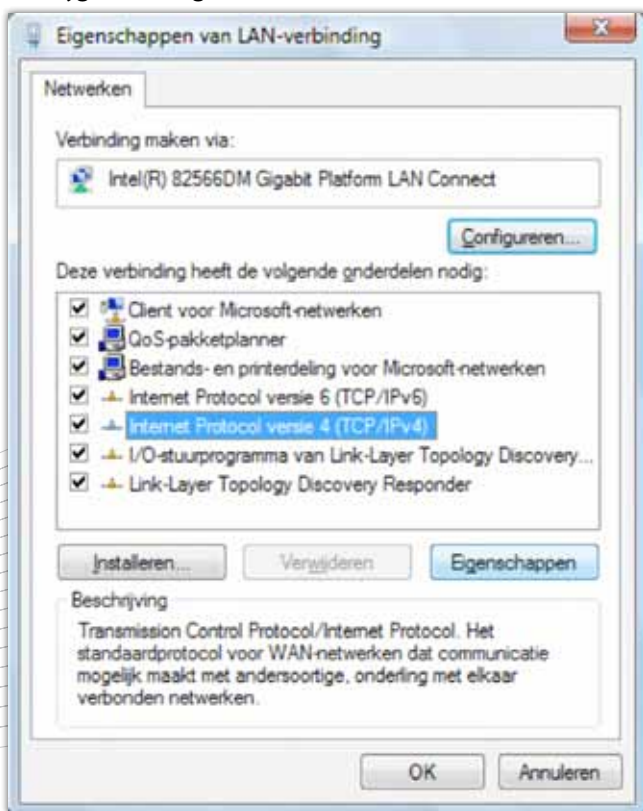 Eigenschappen van LAN-verbinding
Netwerken
Verbinding maken via:
Intel(R) 82566DM Gigabit Platform LAN Connect
Configureren...
Deze verbinding heeft de volgende onderdelen nodig:
Client voor Microsoft-netwerken
QoS-pakketplanner
Bestands- en printerdeling voor Microsoft-netwerken
Internet Protocol versie 6 (TCP/IPv6)
Internet Protocol versie 4 (TCP/IPv4)
I/O-stuurprogramma van Link-Layer Topology Discovery...
Link-Layer Topology Discovery Responder
Installeren...
Verwijderen
Eigenschappen
Beschrijving
Transmission Control Protocol/Internet Protocol. Het
standaardprotocol voor WAN-netwerken dat communicatie
mogelijk maakt met andersoortige, onderling met elkaar
verbonden netwerken.
OK
Annuleren